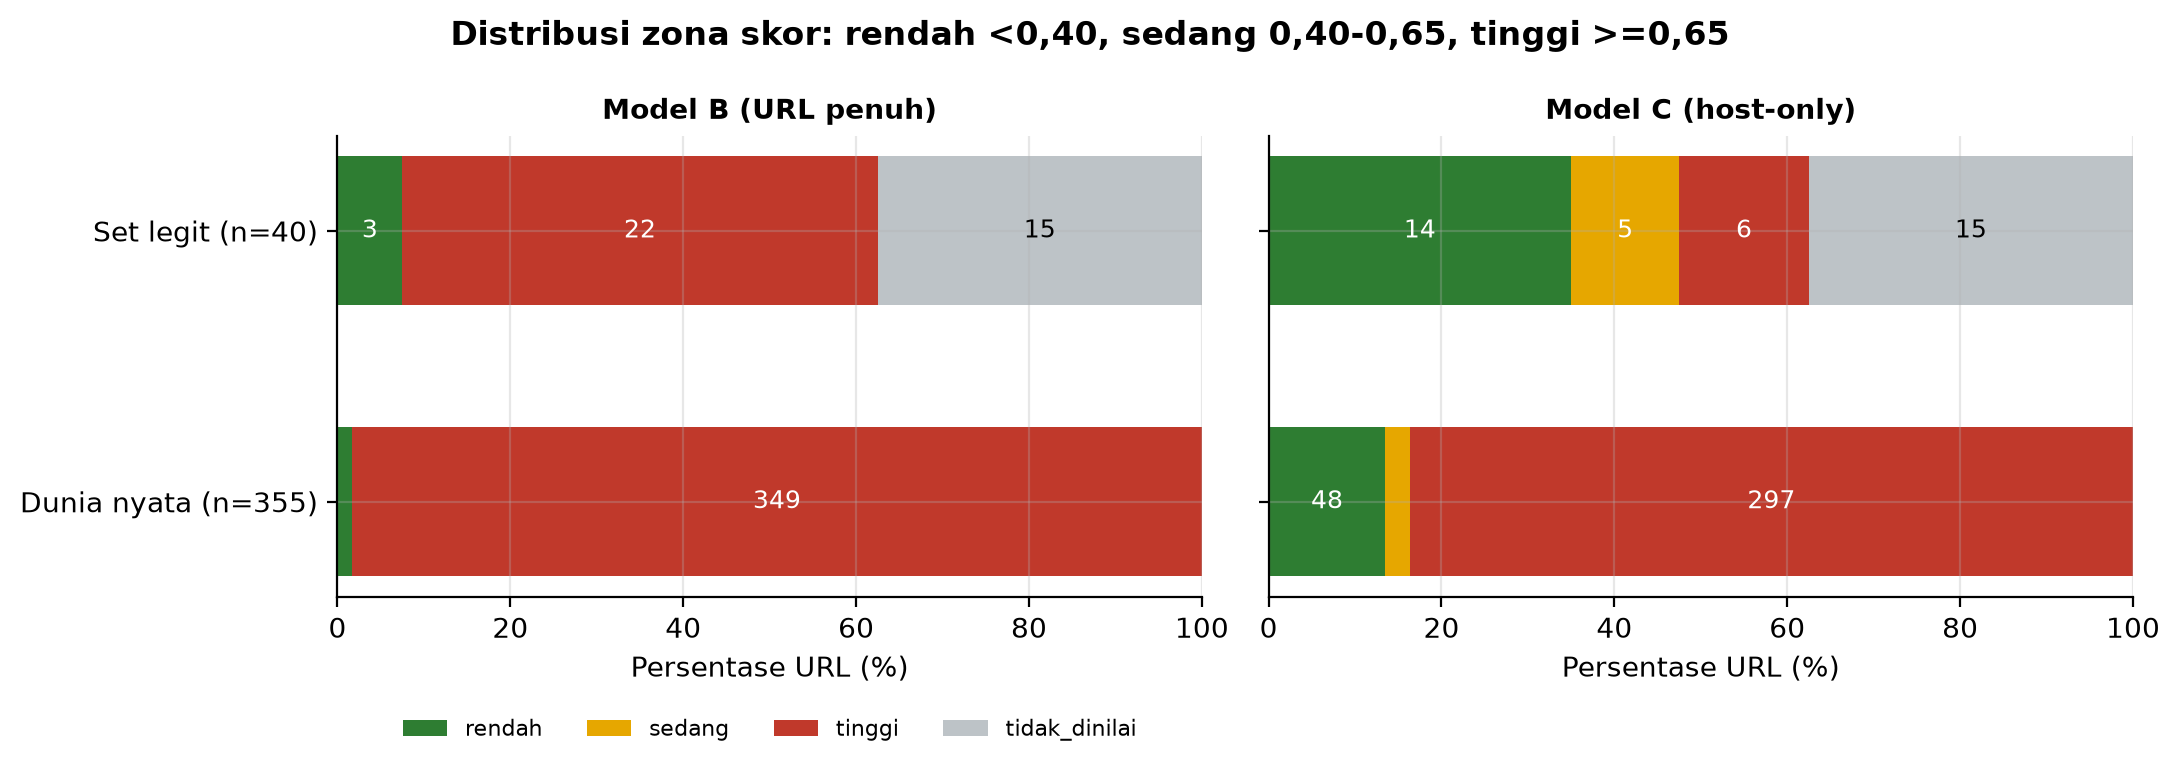 Distribusi zona skor: rendah <0,40, sedang 0,40-0,65, tinggi >=0,65
Model B (URL penuh)
Set legit (n=40)
3
22
15
Dunia nyata (n=355)
349
0
20
40
60
80
100
Persentase URL (%)
Model C (host-only)
14
5
6
15
48
297
0
20
40
60
80
100
Persentase URL (%)
rendah
sedang
tinggi
tidak_dinilai